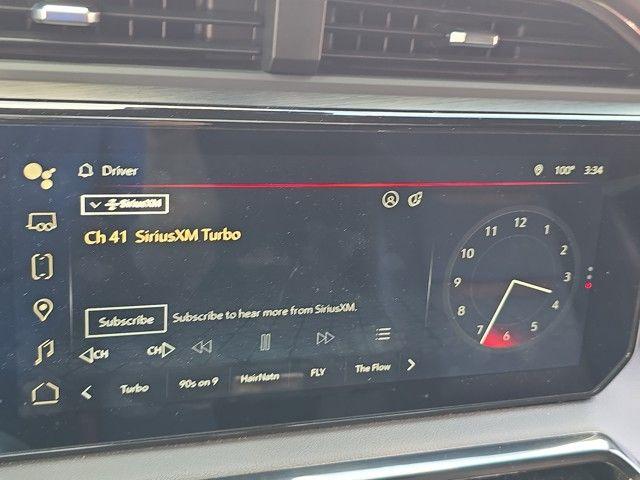 Driver
100° 3:34
SiriusXM
Ch 41 SiriusXM Turbo
Subscribe
Subscribe to hear more from SiriusXM.
CH CH
Turbo 90s on 9 HairNatn FLY The Flow
12
1
2
3
4
5
6
7
8
9
10
11